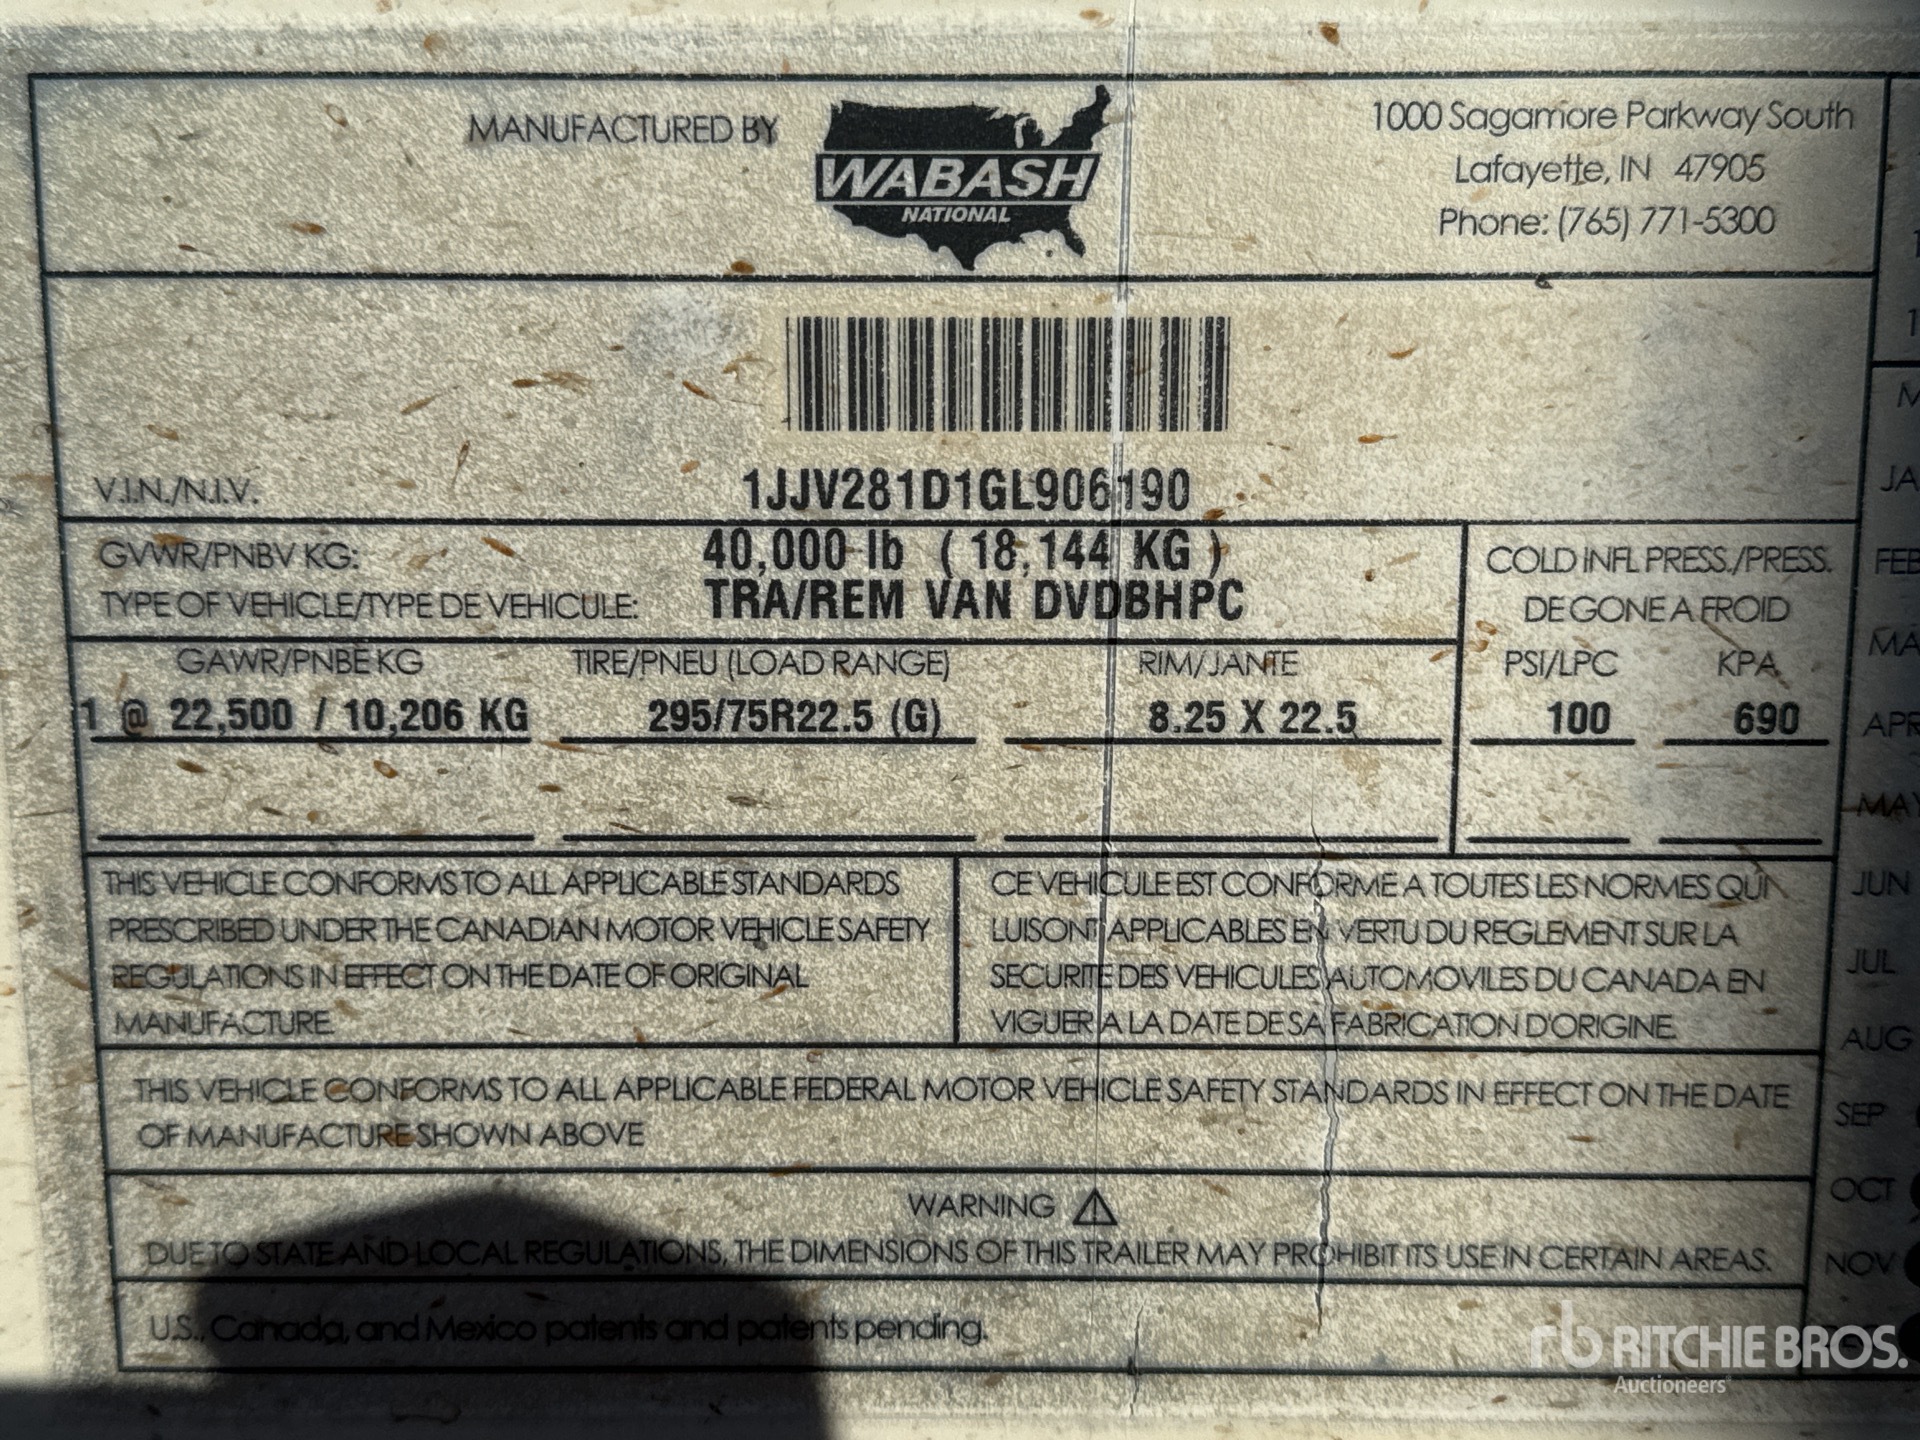 MANUFACTURED BY
WABASH
NATIONAL
1000 Sagamore Parkway South
Lafayette, IN 47905
Phone: (765) 771-5300
V.I.N./N.I.V.
1JJV281D1GL906190
GVWR/PNBV KG: 40,000 lb ( 18,144 KG )
TYPE OF VEHICLE/TYPE DE VEHICULE: TRA/REM VAN DVDBHPC
COLD INFL PRESS./PRESS.
DE GONE A FROID
GAWR/PNBE KG TIRE/PNEU (LOAD RANGE) RIM/JANTE PSI/LPC KPA
1 @ 22,500 / 10,206 KG 295/75R22.5 (G) 8.25 X 22.5 100 690
THIS VEHICLE CONFORMS TO ALL APPLICABLE STANDARDS
PRESCRIBED UNDER THE CANADIAN MOTOR VEHICLE SAFETY
REGULATIONS IN EFFECT ON THE DATE OF ORIGINAL
MANUFACTURE.
CE VEHICULE EST CONFORME A TOUTES LES NORMES QUI
LUI SONT APPLICABLES EN VERTU DU REGLEMENT SUR LA
SECURITE DES VEHICULES AUTOMOVILES DU CANADA EN
VIGUER A LA DATE DE SA FABRICATION D'ORIGINE.
THIS VEHICLE CONFORMS TO ALL APPLICABLE FEDERAL MOTOR VEHICLE SAFETY STANDARDS IN EFFECT ON THE DATE
OF MANUFACTURE SHOWN ABOVE
WARNING
DUE TO STATE AND LOCAL REGULATIONS, THE DIMENSIONS OF THIS TRAILER MAY PROHIBIT ITS USE IN CERTAIN AREAS.
U.S., Canada, and Mexico patents and patents pending.
JA
FEB
MA
APR
MAY
JUN
JUL
AUG
SEP
OCT
NOV
rb RITCHIE BROS.
Auctioneers